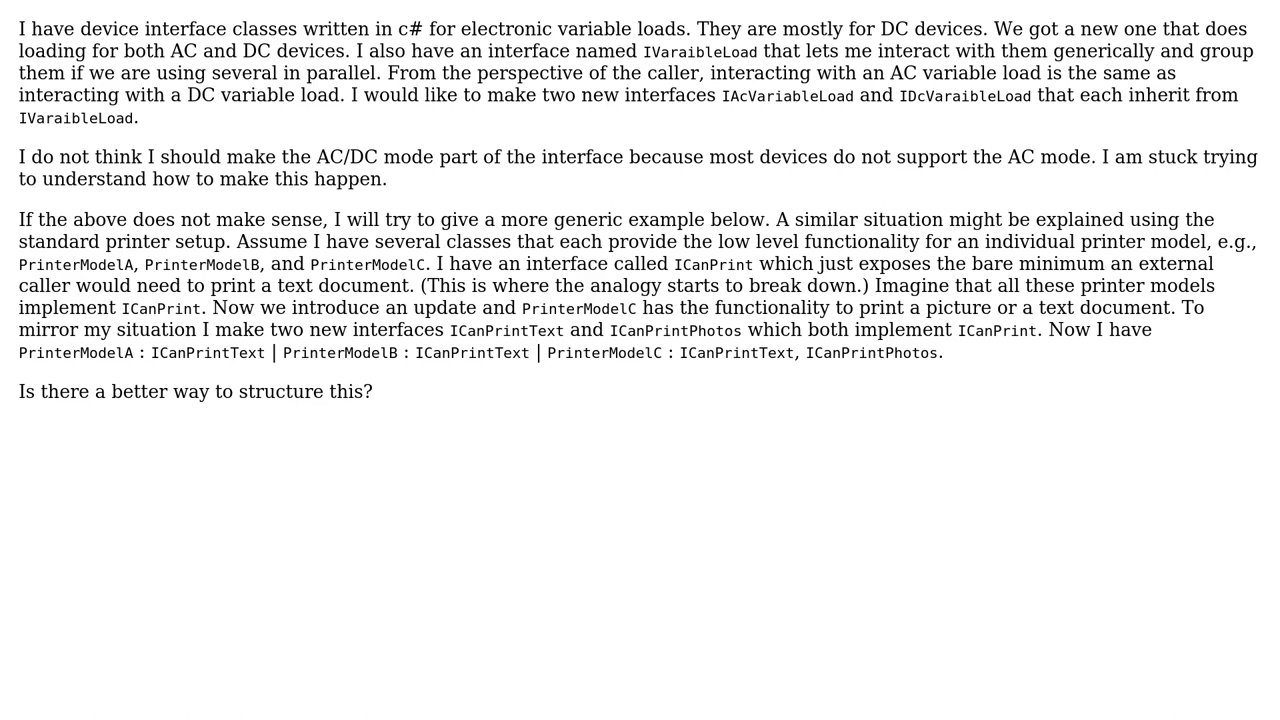 I have device interface classes written in c# for electronic variable loads. They are mostly for DC devices. We got a new one that does
loading for both AC and DC devices. I also have an interface named IVaraibleLoad that lets me interact with them generically and group
them if we are using several in parallel. From the perspective of the caller, interacting with an AC variable load is the same as
interacting with a DC variable load. I would like to make two new interfaces IAcVariableLoad and IDcVaraibleLoad that each inherit from
IVaraibleLoad.
I do not think I should make the AC/DC mode part of the interface because most devices do not support the AC mode. I am stuck trying
to understand how to make this happen.
If the above does not make sense, I will try to give a more generic example below. A similar situation might be explained using the
standard printer setup. Assume I have several classes that each provide the low level functionality for an individual printer model, e.g.,
PrinterModelA, PrinterModelB, and PrinterModelC. I have an interface called ICanPrint which just exposes the bare minimum an external
caller would need to print a text document. (This is where the analogy starts to break down.) Imagine that all these printer models
implement ICanPrint. Now we introduce an update and PrinterModelC has the functionality to print a picture or a text document. To
mirror my situation I make two new interfaces ICanPrintText and ICanPrintPhotos which both implement ICanPrint. Now I have
PrinterModelA : ICanPrintText | PrinterModelB : ICanPrintText | PrinterModelC : ICanPrintText, ICanPrintPhotos.
Is there a better way to structure this?